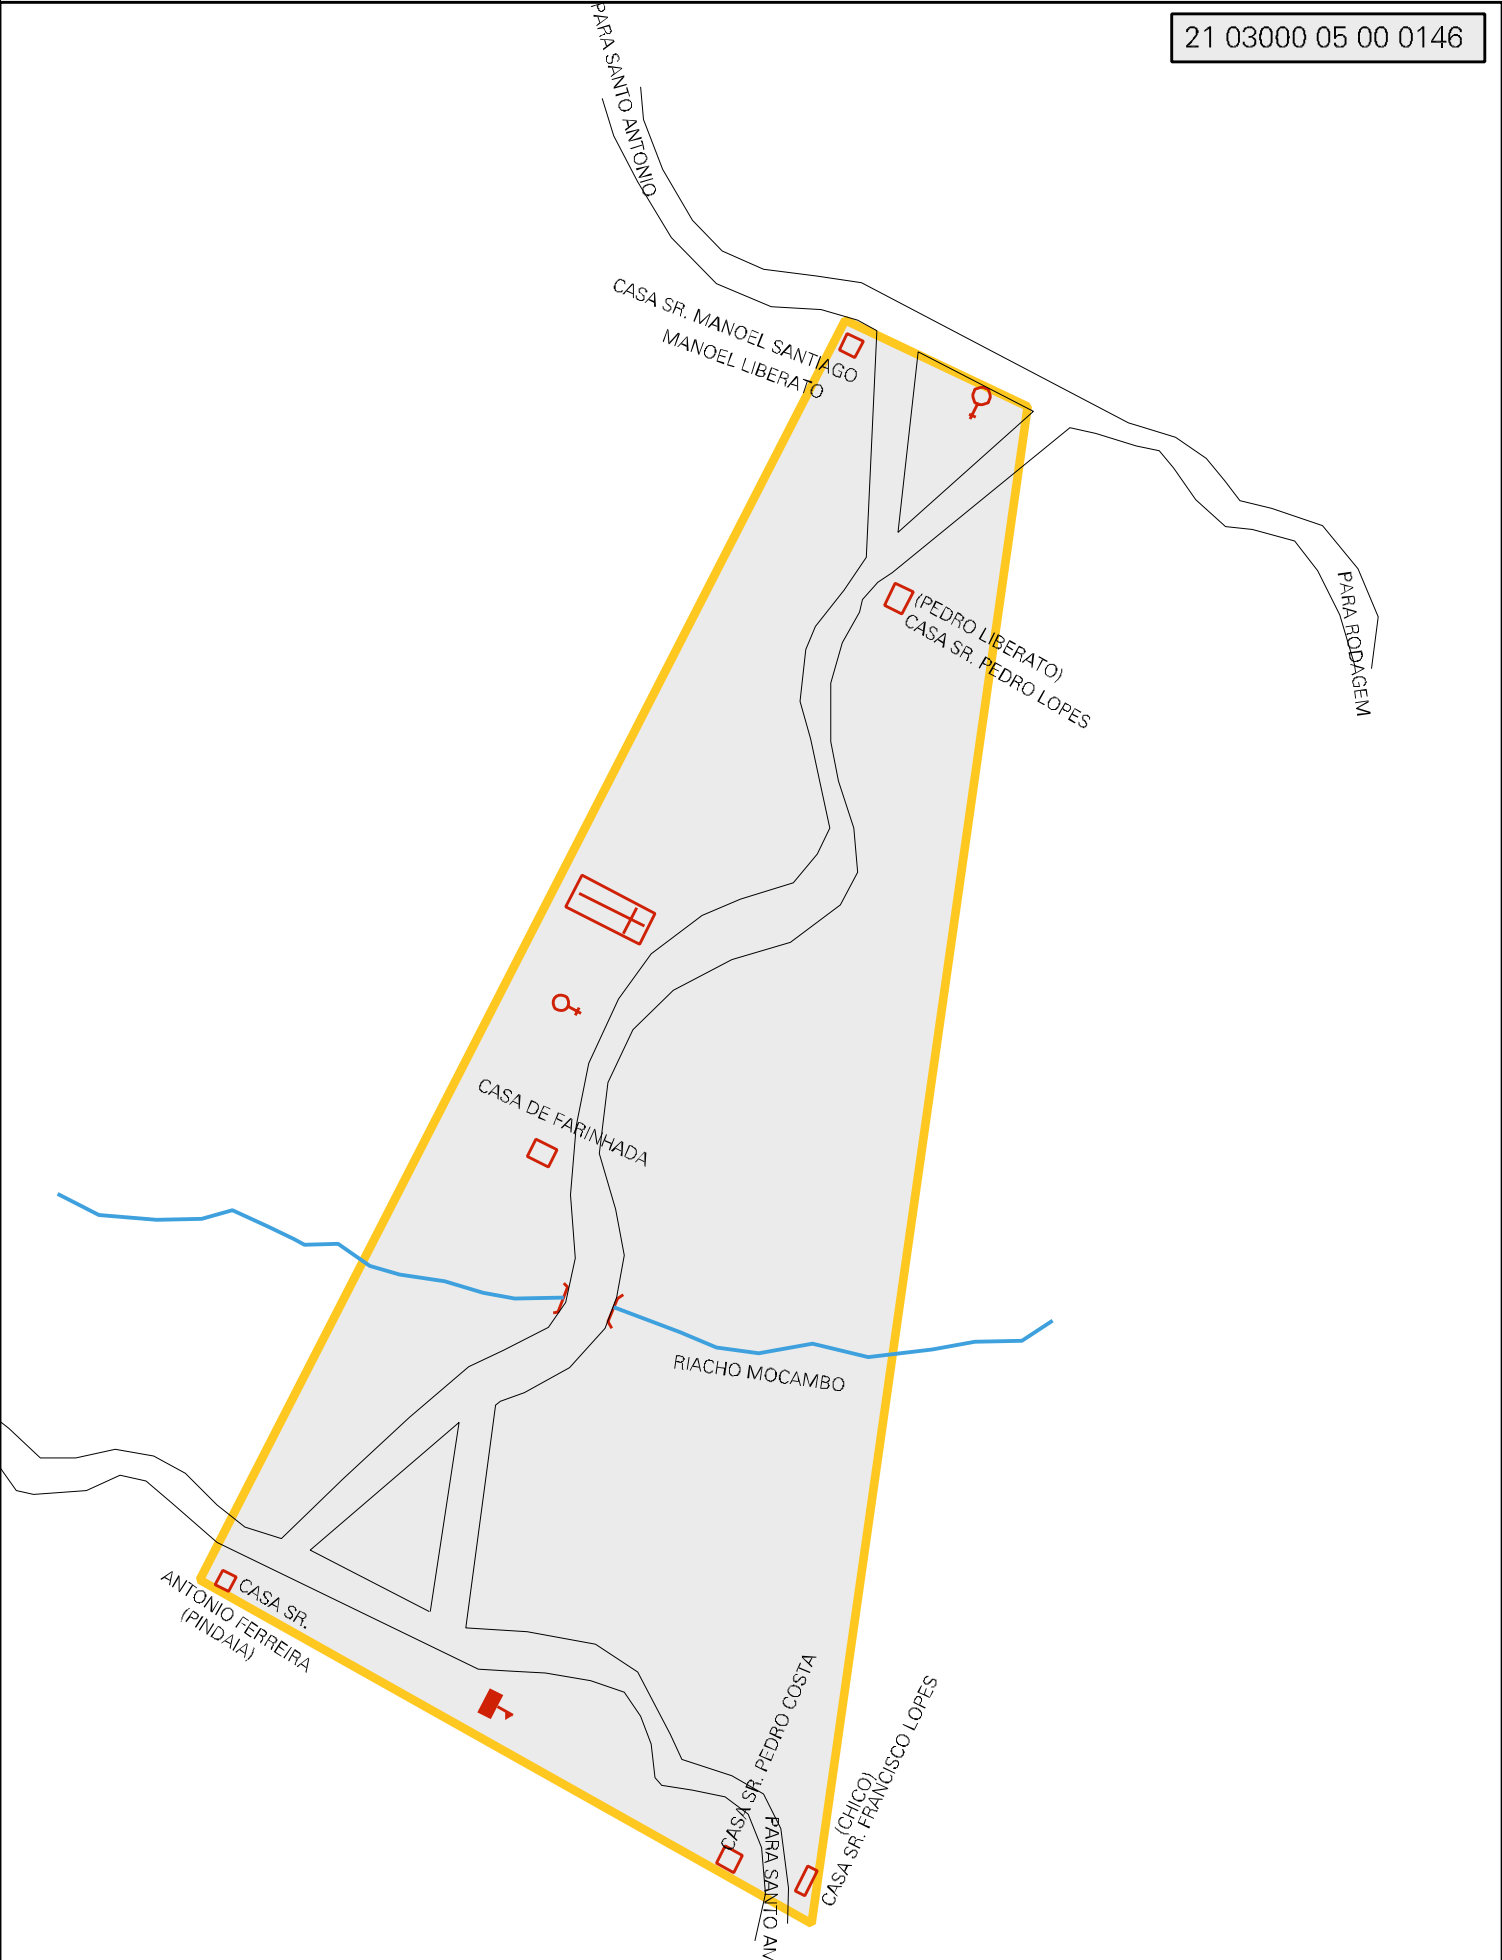 21 03000 05 00 0146
PARA SANTO ANTONIO
CASA SR. MANOEL SANTIAGO
MANOEL LIBERATO
(PEDRO LIBERATO)
CASA SR. PEDRO LOPES
PARA RODAGEM
CASA DE FARINHADA
RIACHO MOCAMBO
CASA SR.
ANTONIO FERREIRA
(PINDAIA)
CASA SR. PEDRO COSTA
(CHICO)
CASA SR. FRANCISCO LOPES
PARA SANTO